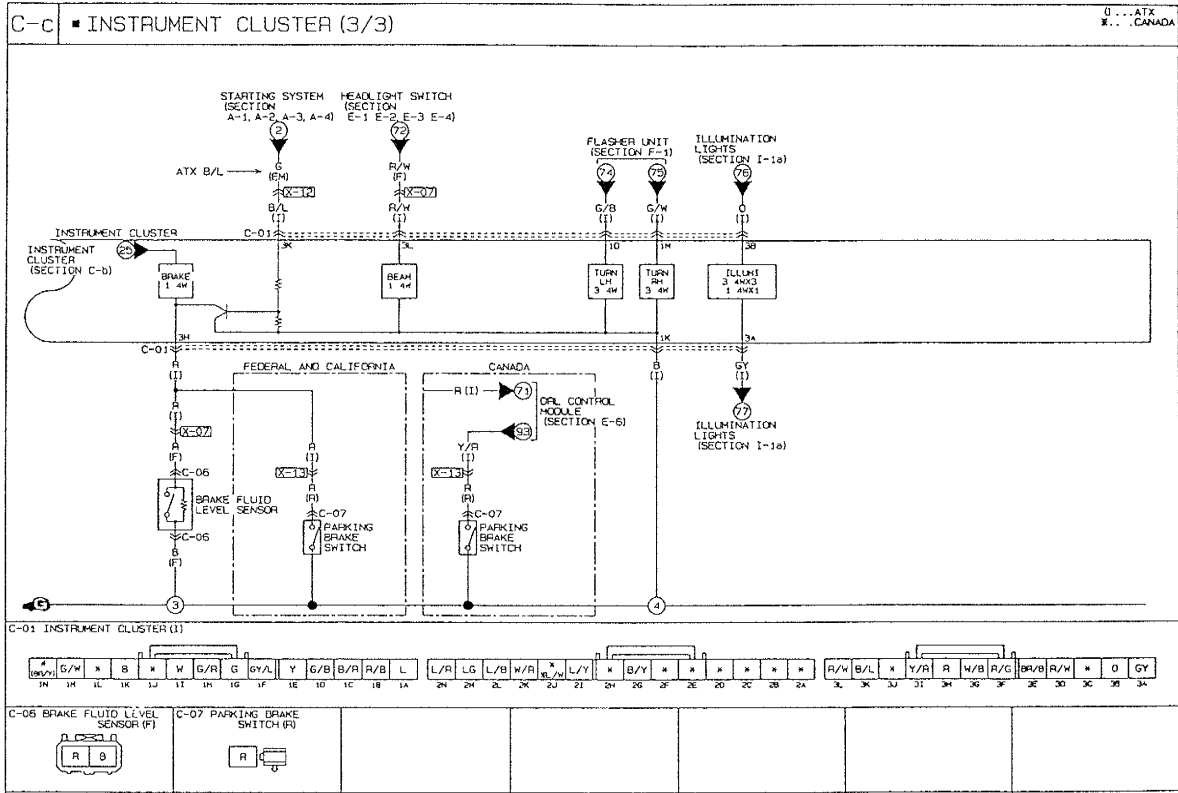 C-c ▪ INSTRUMENT CLUSTER (3/3)
()...ATX
※...CANADA
STARTING SYSTEM
(SECTION
A-1, A-2, A-3, A-4)
HEADLIGHT SWITCH
(SECTION
E-1 E-2, E-3 E-4)
FLASHER UNIT
(SECTION F-1)
ILLUMINATION
LIGHTS
(SECTION I-1a)
2 72 74 75 76
ATX B/L
G
(EM)
R/W
(F)
X-12 X-07
B/L
(I)
R/W
(I)
G/B
(I)
G/W
(I)
O
(I)
INSTRUMENT CLUSTER
C-01
3K 3L 1D 1M 3B
INSTRUMENT
CLUSTER
(SECTION C-b)
25
BRAKE
1 4W
BEAM
1 4W
TURN
LH
3 4W
TURN
RH
3 4W
ILLUMI
3 4WX3
1 4WX1
3H 1K 3A
C-01
R
(I)
B
(I)
GY
(I)
77
ILLUMINATION
LIGHTS
(SECTION I-1a)
FEDERAL AND CALIFORNIA
CANADA
R (I)
71
DRL CONTROL
MODULE
(SECTION E-6)
93
R
(I)
X-07
R
(F)
C-06
BRAKE FLUID
LEVEL SENSOR
C-06
B
(F)
R
(I)
X-13
R
(R)
C-07
PARKING
BRAKE
SWITCH
Y/R
(I)
X-13
R
(R)
C-07
PARKING
BRAKE
SWITCH
G 3 4
C-01 INSTRUMENT CLUSTER (I)
※ (BR/Y) G/W * B * W G/R G GY/L Y G/B B/R R/B L
1N 1M 1L 1K 1J 1I 1H 1G 1F 1E 1D 1C 1B 1A
L/R LG L/B W/R L/Y * B/Y * * * * * *
2N 2M 2L 2K 2J 2I 2H 2G 2F 2E 2D 2C 2B 2A
R/W B/L * Y/R R W/B R/G BR/B R/W * O GY
3L 3K 3J 3I 3H 3G 3F 3E 3D 3C 3B 3A
C-06 BRAKE FLUID LEVEL
SENSOR (F)
R B
C-07 PARKING BRAKE
SWITCH (R)
R